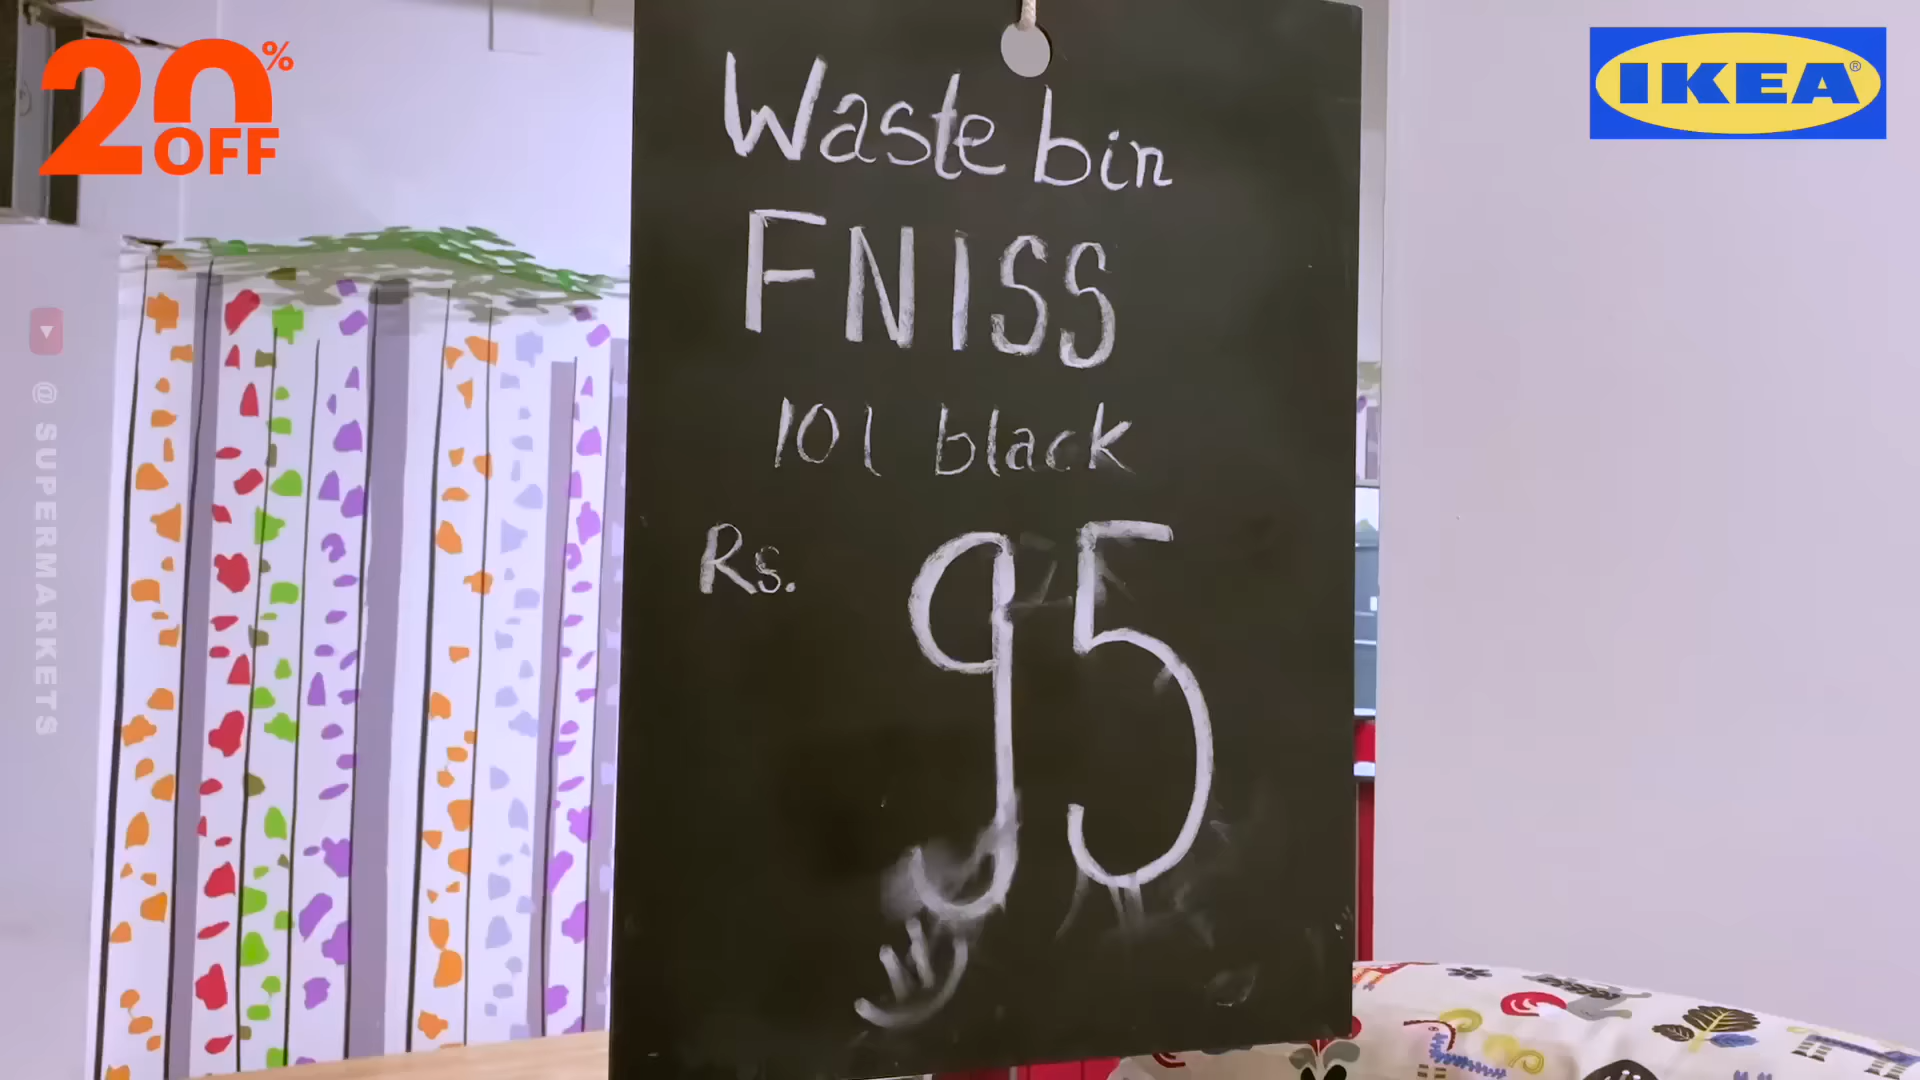 20% OFF
IKEA®
Waste bin
FNISS
10l black
Rs. 95
@SUPERMARKETS